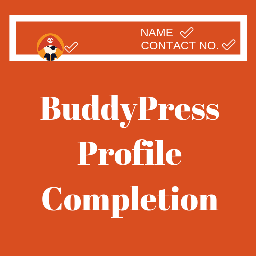 NAME
CONTACT NO.
BuddyPress
Profile
Completion